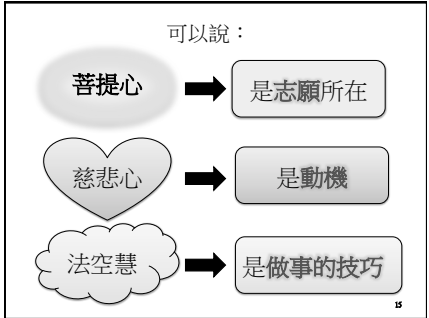 可以說：
菩提心 是志願所在
慈悲心 是動機
法空慧 是做事的技巧
15